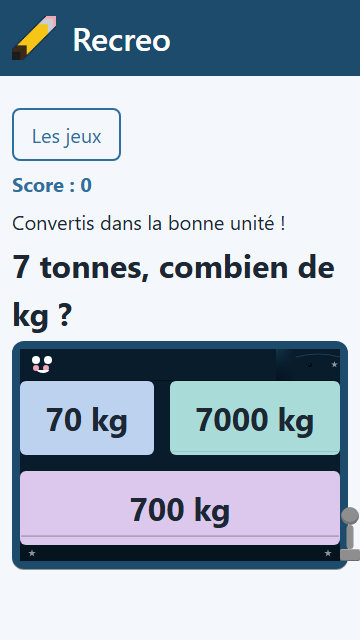 Recreo
Les jeux
Score : 0
Convertis dans la bonne unité !
7 tonnes, combien de
kg ?
70 kg
7000 kg
700 kg